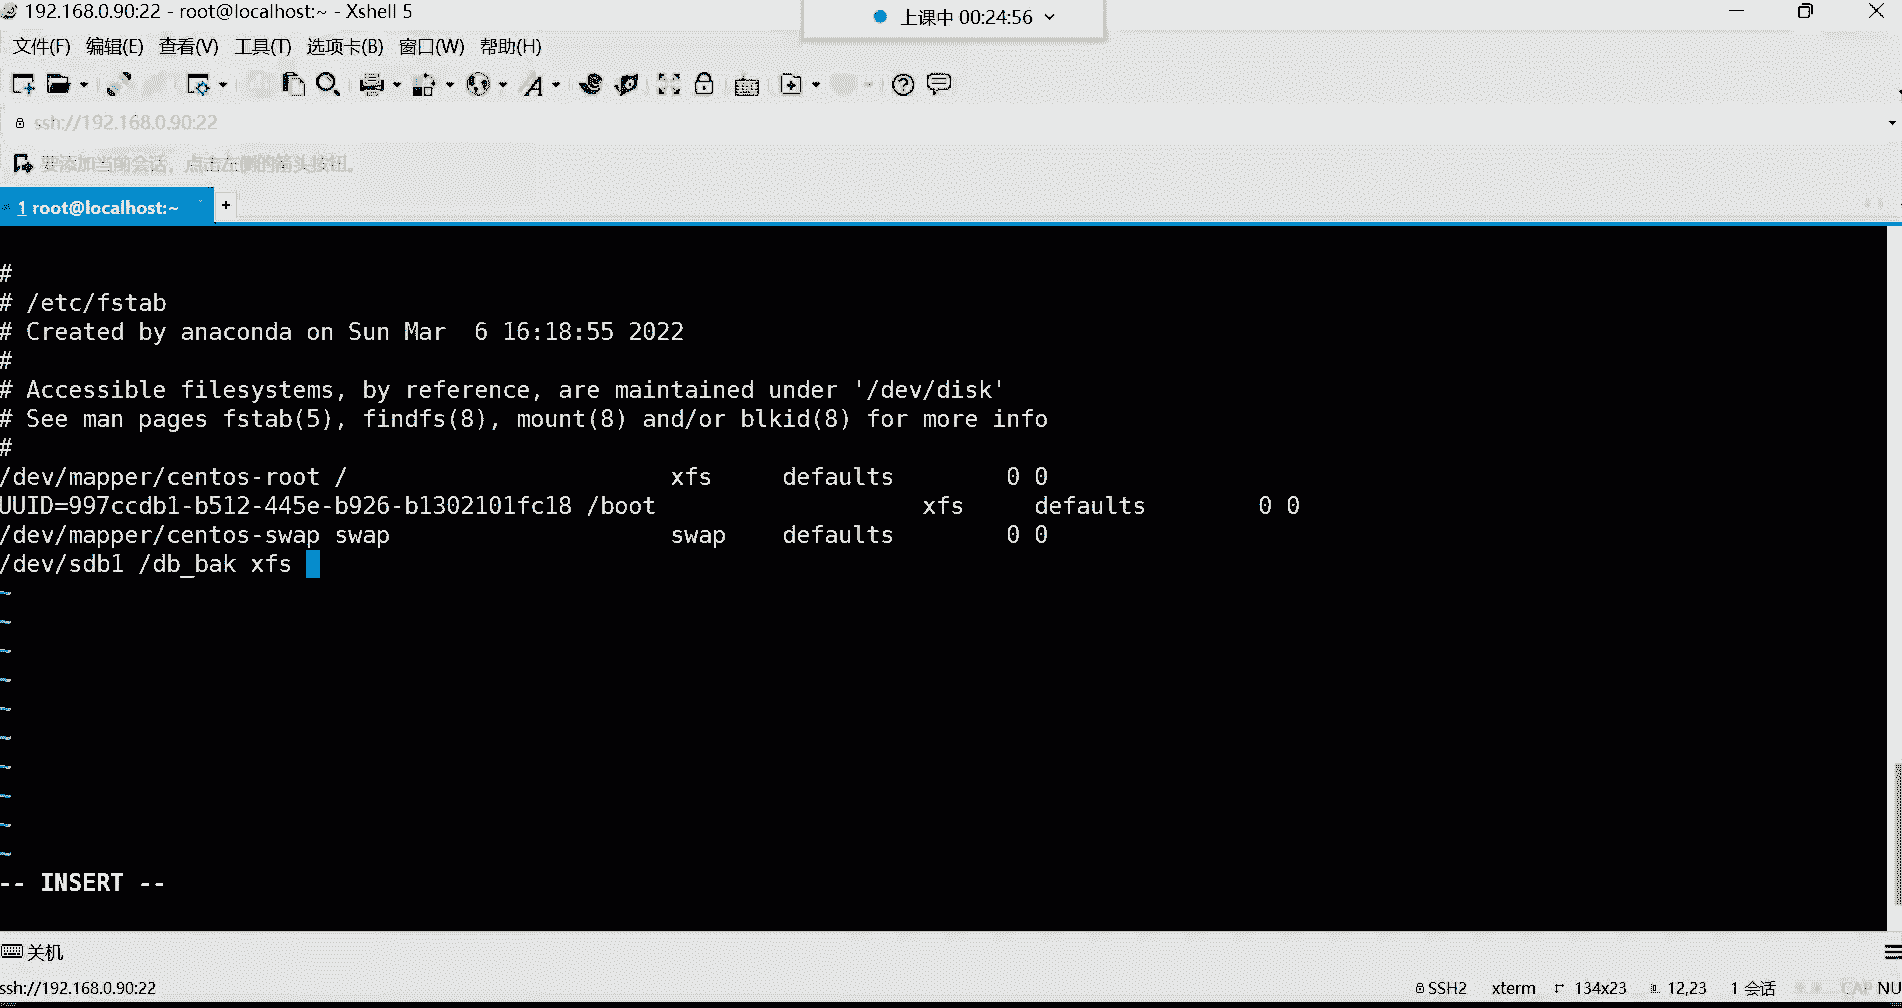 192.168.0.90:22 - root@localhost:~ - Xshell 5
上课中 00:24:56
文件(F) 编辑(E) 查看(V) 工具(T) 选项卡(B) 窗口(W) 帮助(H)
ssh://192.168.0.90:22
要添加当前会话，点击左侧的箭头按钮。
1 root@localhost:~ +
#
# /etc/fstab
# Created by anaconda on Sun Mar  6 16:18:55 2022
#
# Accessible filesystems, by reference, are maintained under '/dev/disk'
# See man pages fstab(5), findfs(8), mount(8) and/or blkid(8) for more info
#
/dev/mapper/centos-root /                       xfs     defaults        0 0
UUID=997ccdb1-b512-445e-b926-b1302101fc18 /boot                   xfs     defaults        0 0
/dev/mapper/centos-swap swap                    swap    defaults        0 0
/dev/sdb1 /db_bak xfs
~
~
~
~
~
~
~
~
~
~
-- INSERT --
关机
ssh://192.168.0.90:22 SSH2 xterm 134x23 12,23 1 会话 CAP NU